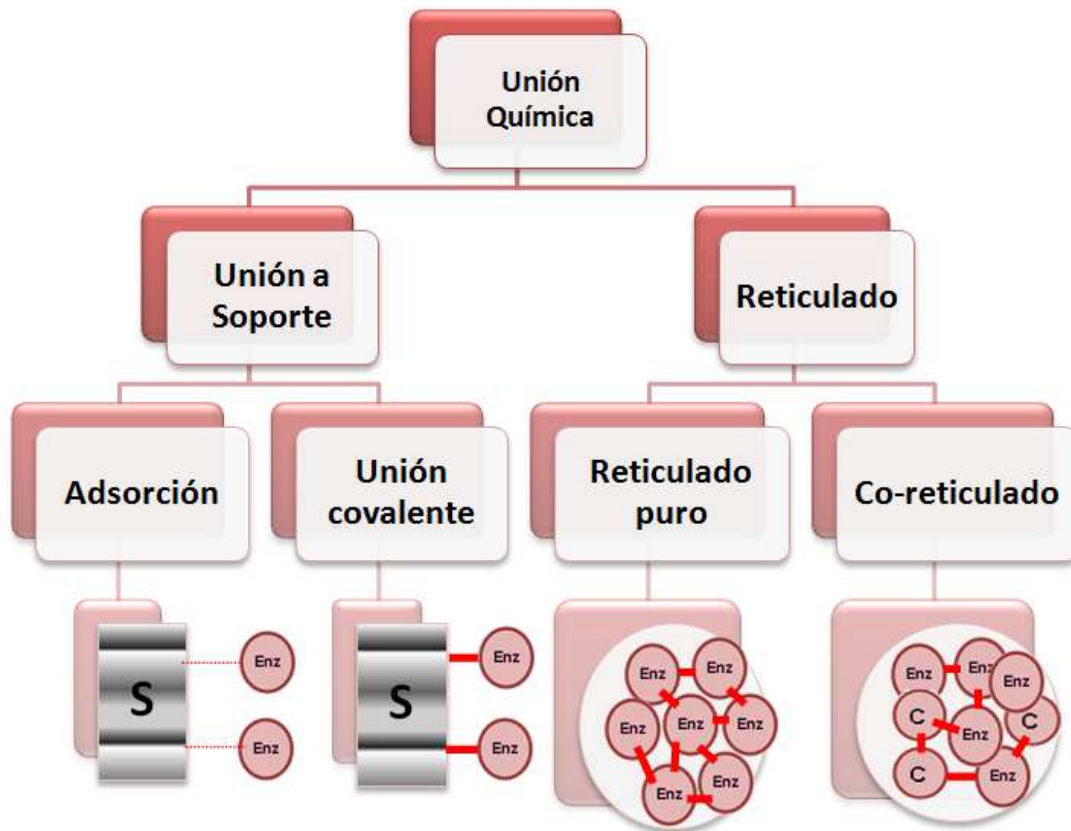 Unión
Química
Unión a
Soporte
Reticulado
Adsorción
Unión
covalente
Reticulado
puro
Co-reticulado
S
Enz
Enz
S
Enz
Enz
Enz
Enz
Enz
Enz
Enz
Enz
Enz
Enz
Enz
Enz
C
C
Enz
C
Enz